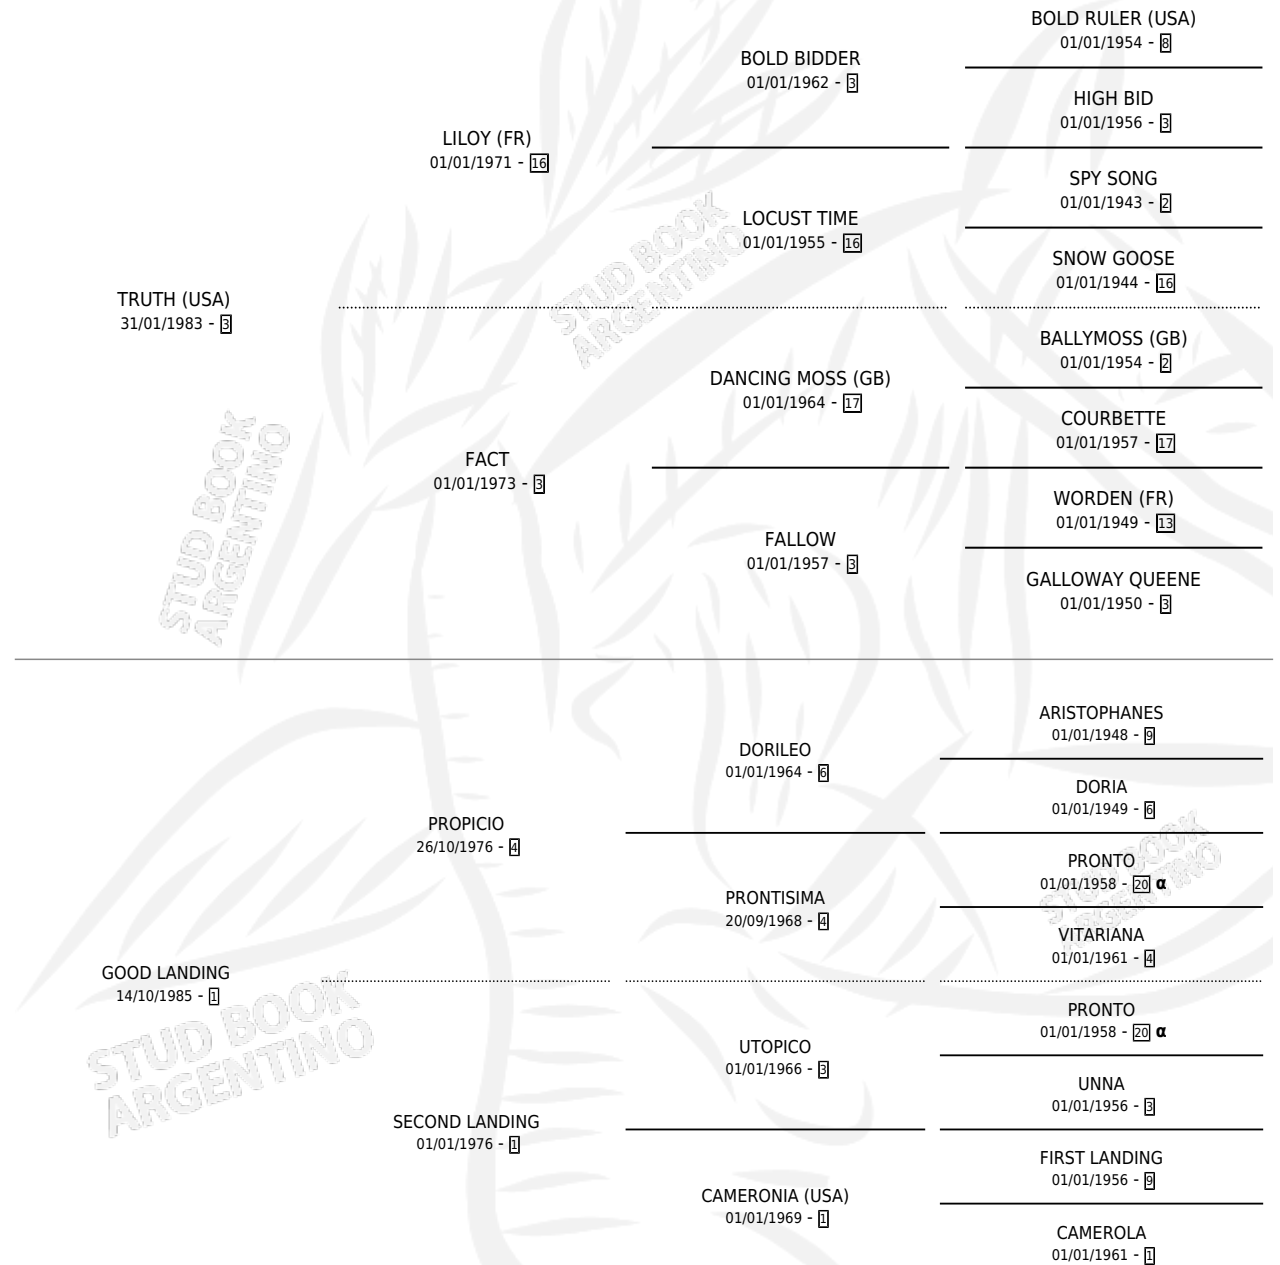 BOLD RULER (USA)
01/01/1954 - 8
BOLD BIDDER
01/01/1962 - 3
HIGH BID
01/01/1956 - 3
LILOY (FR)
01/01/1971 - 16
SPY SONG
01/01/1943 - 2
LOCUST TIME
01/01/1955 - 16
SNOW GOOSE
01/01/1944 - 16
TRUTH (USA)
31/01/1983 - 3
BALLYMOSS (GB)
01/01/1954 - 2
DANCING MOSS (GB)
01/01/1964 - 17
COURBETTE
01/01/1957 - 17
FACT
01/01/1973 - 3
WORDEN (FR)
01/01/1949 - 13
FALLOW
01/01/1957 - 3
GALLOWAY QUEENE
01/01/1950 - 3
ARISTOPHANES
01/01/1948 - 9
DORILEO
01/01/1964 - 6
DORIA
01/01/1949 - 6
PROPICIO
26/10/1976 - 4
PRONTO
01/01/1958 - 20 α
PRONTISIMA
20/09/1968 - 4
VITARIANA
01/01/1961 - 4
GOOD LANDING
14/10/1985 - 1
PRONTO
01/01/1958 - 20 α
UTOPICO
01/01/1966 - 3
UNNA
01/01/1956 - 3
SECOND LANDING
01/01/1976 - 1
FIRST LANDING
01/01/1956 - 9
CAMERONIA (USA)
01/01/1969 - 1
CAMEROLA
01/01/1961 - 1
STUD BOOK
ARGENTINO
STUD BOOK
ARGENTINO
STUD BOOK
ARGENTINO
STUD BOOK
ARGENTINO